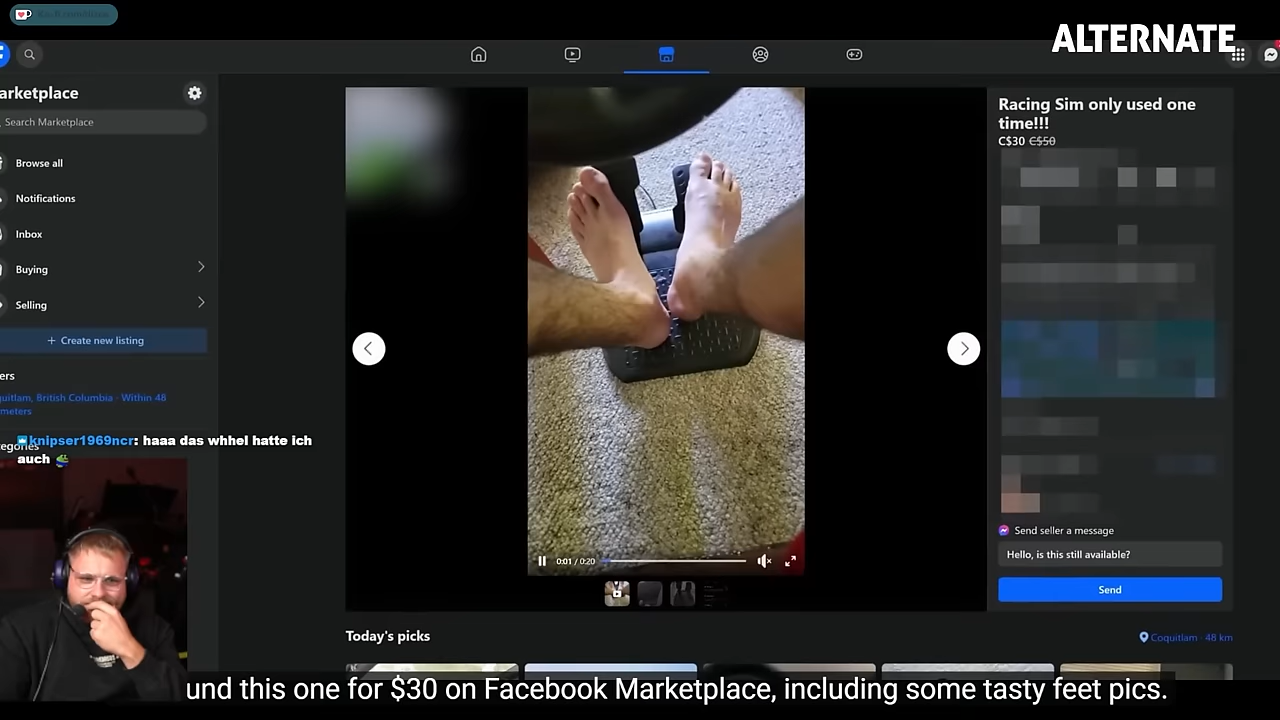 ALTERNATE
arketplace
Search Marketplace
Browse all
Notifications
Inbox
Buying
Selling
+ Create new listing
ers
uitlam, British Columbia · Within 48
meters
egories
knipser1969ncr: haaa das whhel hatte ich
auch
Racing Sim only used one
time!!!
C$30 C$50
0:01 / 0:20
Send seller a message
Hello, is this still available?
Send
Today's picks
Coquitlam · 48 km
und this one for $30 on Facebook Marketplace, including some tasty feet pics.